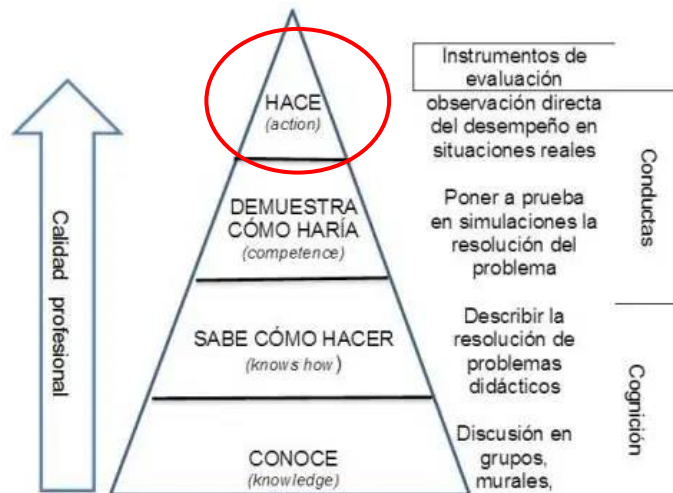 Instrumentos de
evaluación
HACE
(action)
observación directa
del desempeño en
situaciones reales
DEMUESTRA
CÓMO HARÍA
(competence)
Poner a prueba
en simulaciones la
resolución del
problema
Conductas
SABE CÓMO HACER
(knows how)
Describir la
resolución de
problemas
didácticos
CONOCE
(knowledge)
Discusión en
grupos,
murales,
Cognición
Calidad profesional